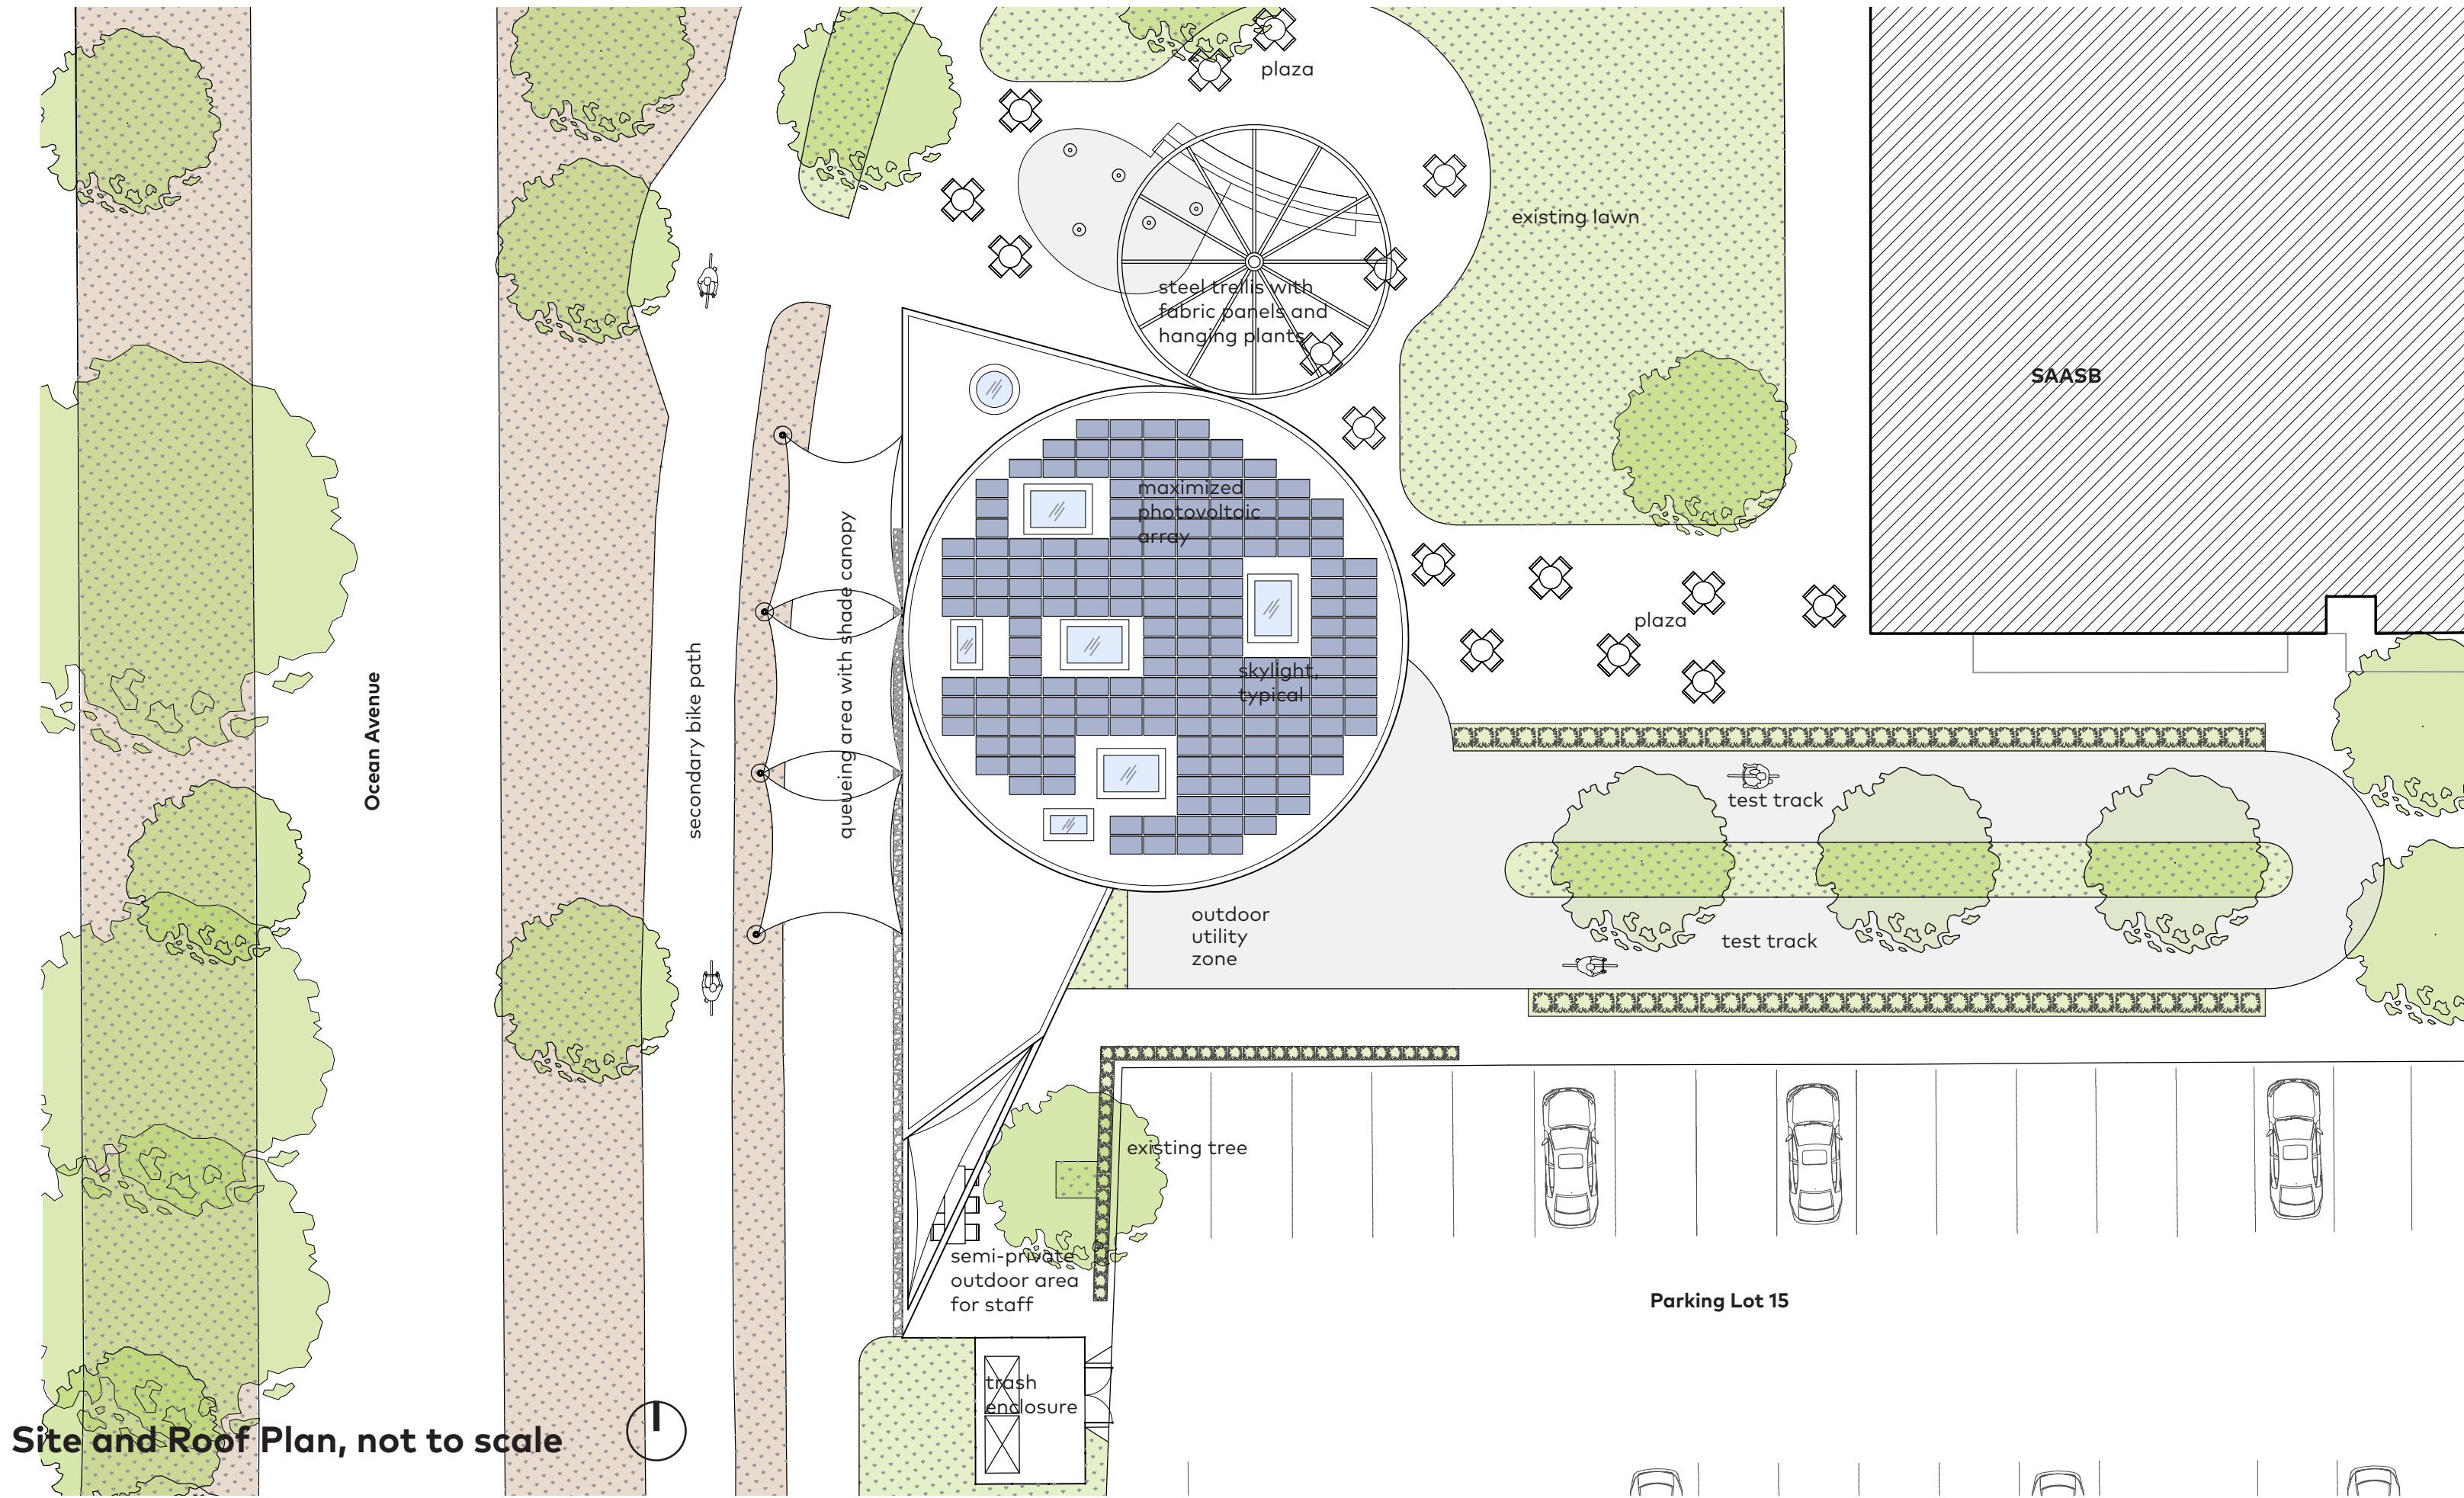 plaza
existing lawn
steel trellis with
fabric panels and
hanging plants
SAASB
maximized
photovoltaic
array
skylight,
typical
plaza
Ocean Avenue
secondary bike path
queueing area with shade canopy
test track
outdoor
utility
zone
test track
existing tree
semi-private
outdoor area
for staff
Parking Lot 15
trash
enclosure
Site and Roof Plan, not to scale